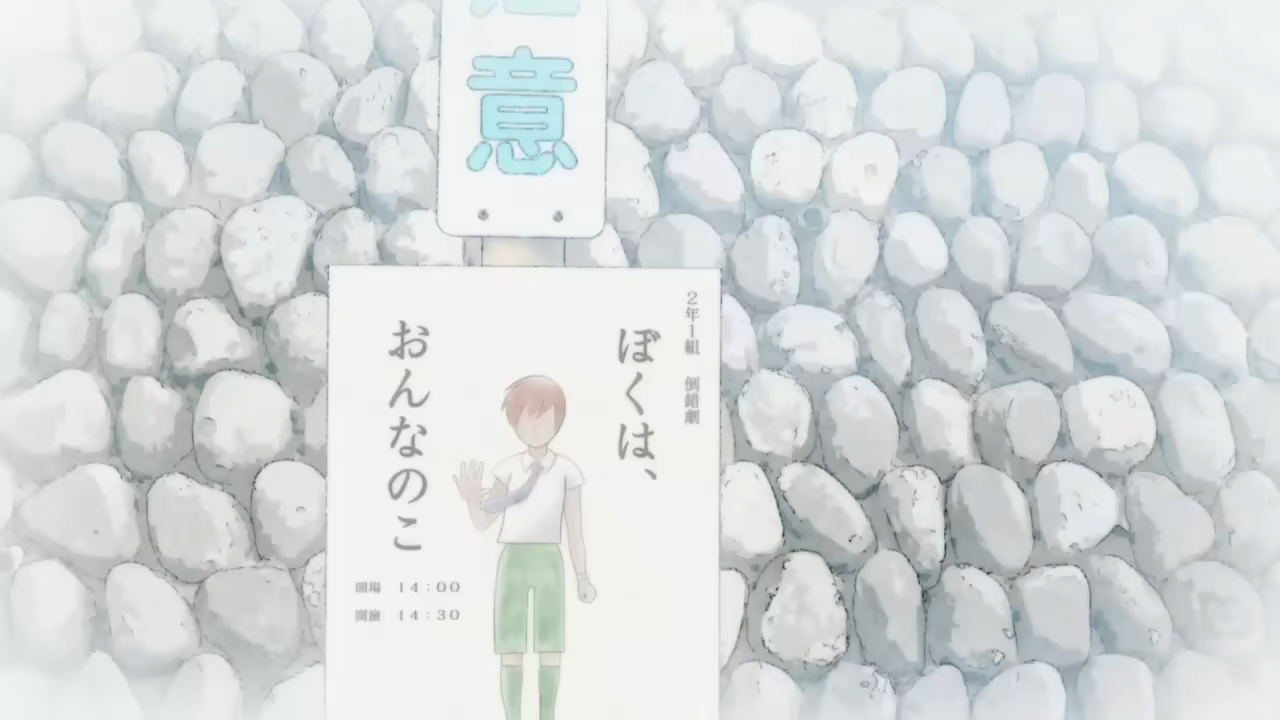 意
2年1組 倒錯劇
ぼくは、
おんなのこ
開場 14:00
開演 14:30